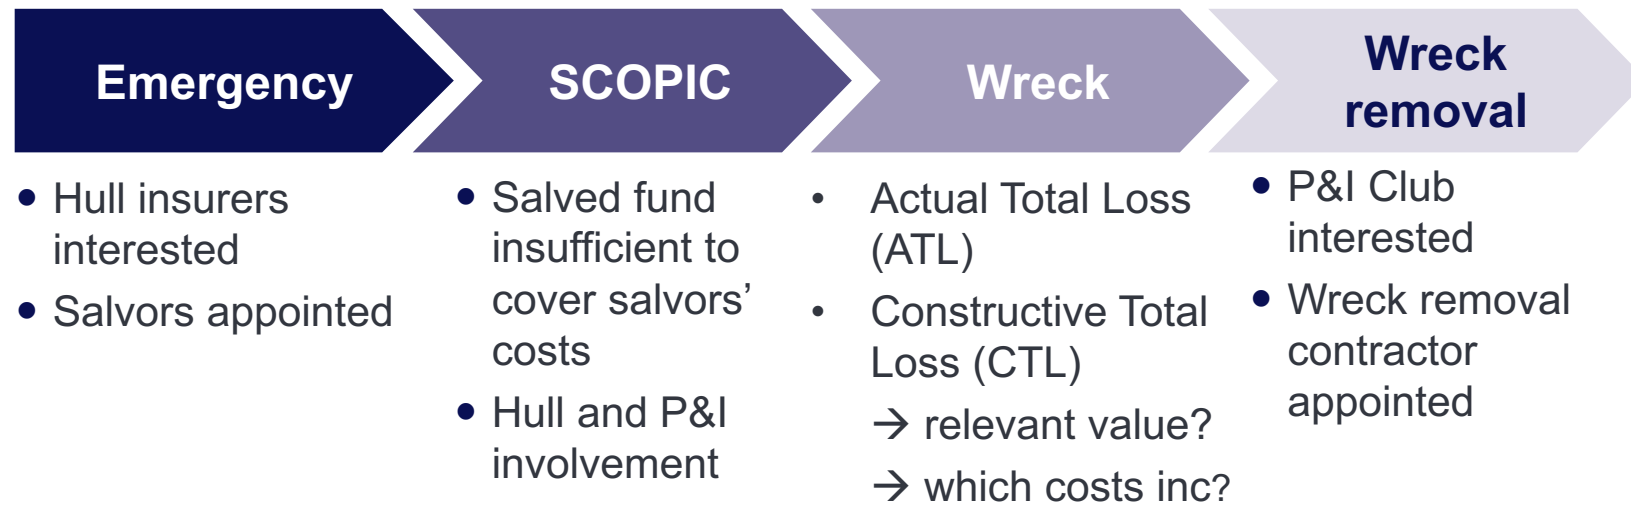 Emergency
SCOPIC
Wreck
Wreck
removal
• Hull insurers
interested
• Salvors appointed
• Salved fund
insufficient to
cover salvors’
costs
• Hull and P&I
involvement
• Actual Total Loss
(ATL)
• Constructive Total
Loss (CTL)
→ relevant value?
→ which costs inc?
• P&I Club
interested
• Wreck removal
contractor
appointed